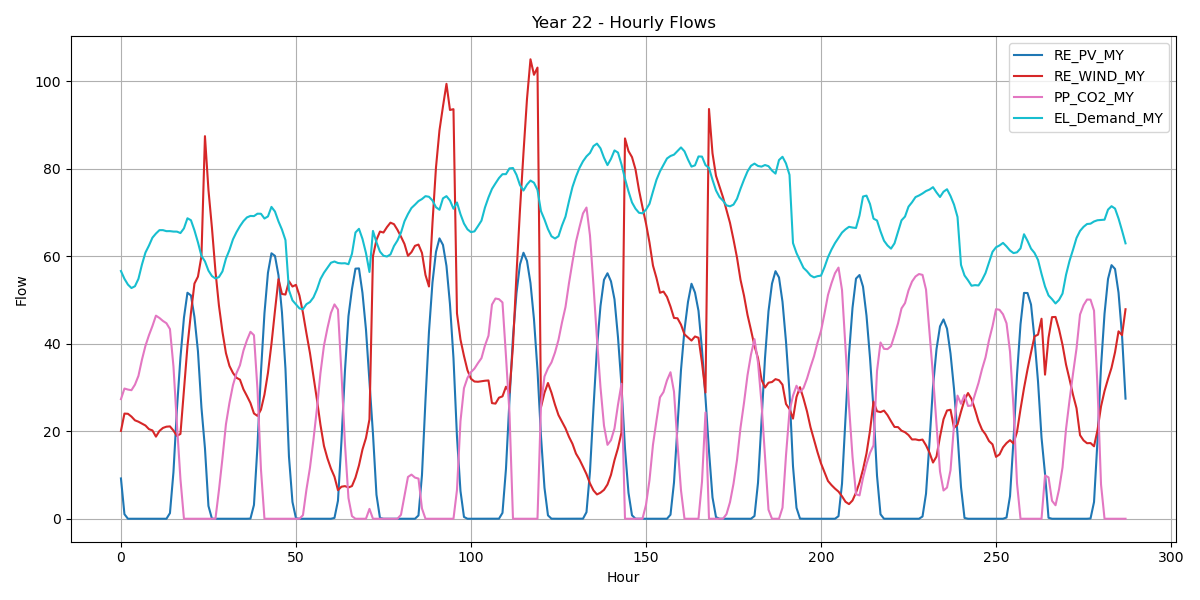 Year 22 - Hourly Flows
RE_PV_MY
RE_WIND_MY
PP_CO2_MY
EL_Demand_MY
Flow
100
80
60
40
20
0
0 50 100 150 200 250 300
Hour